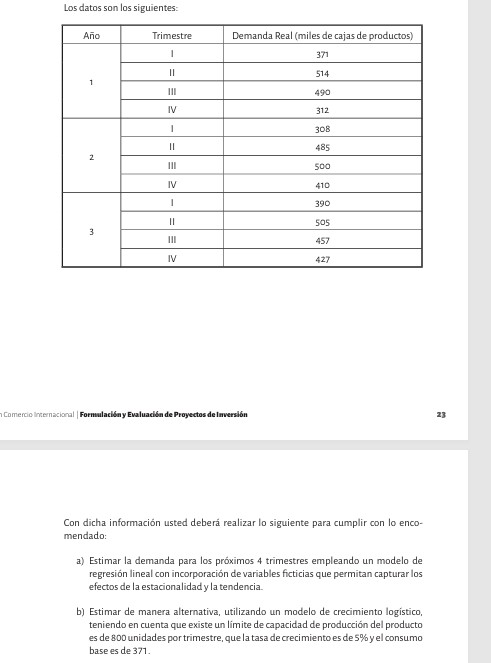 Los datos son los siguientes:
Año Trimestre Demanda Real (miles de cajas de productos)
1
I 371
II 514
III 490
IV 312
2
I 308
II 485
III 500
IV 410
3
I 390
II 505
III 457
IV 427
Comercio Internacional | Formulación y Evaluación de Proyectos de Inversión 23
Con dicha información usted deberá realizar lo siguiente para cumplir con lo enco-
mendado:
a) Estimar la demanda para los próximos 4 trimestres empleando un modelo de
regresión lineal con incorporación de variables ficticias que permitan capturar los
efectos de la estacionalidad y la tendencia.
b) Estimar de manera alternativa, utilizando un modelo de crecimiento logístico,
teniendo en cuenta que existe un límite de capacidad de producción del producto
es de 800 unidades por trimestre, que la tasa de crecimiento es de 5% y el consumo
base es de 371.